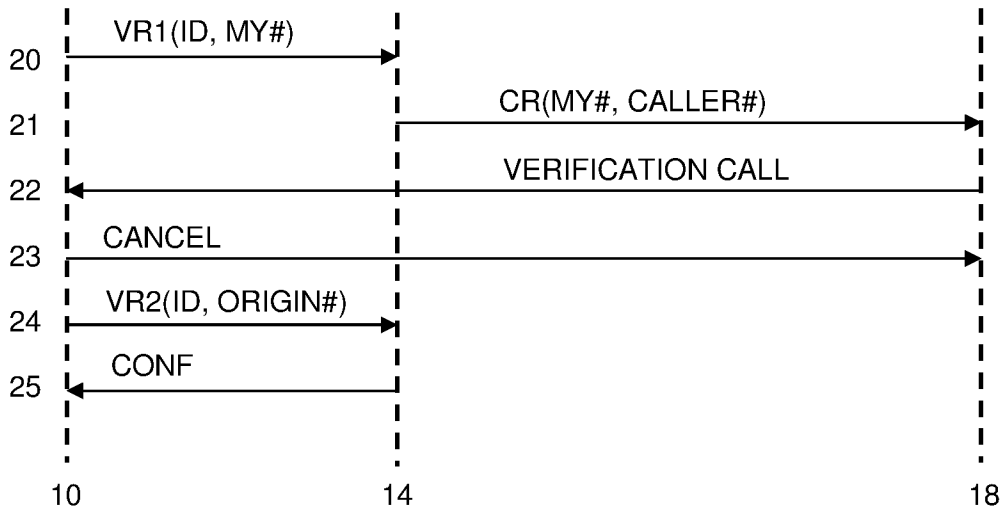 VR1(ID, MY#)
20
CR(MY#, CALLER#)
21
VERIFICATION CALL
22
CANCEL
23
VR2(ID, ORIGIN#)
24
CONF
25
10 14 18